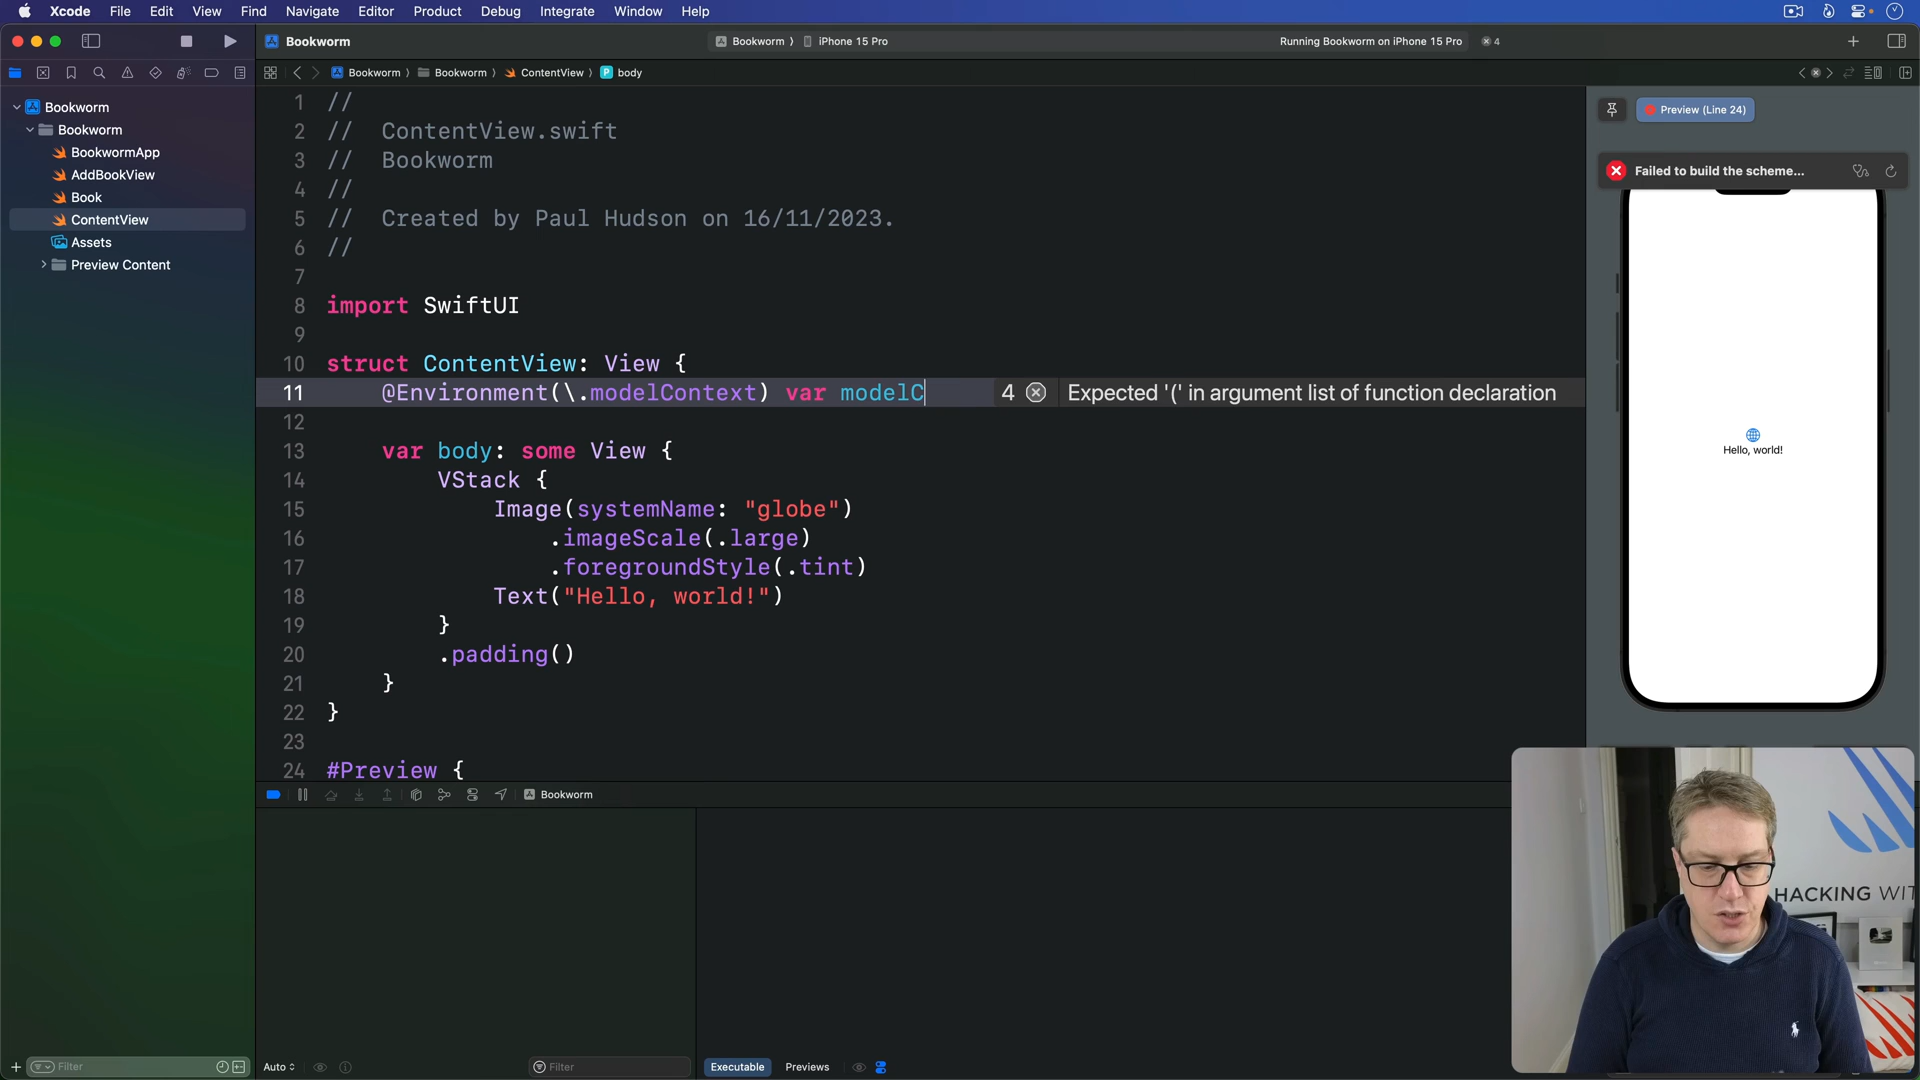 Xcode File Edit View Find Navigate Editor Product Debug Integrate Window Help
Bookworm
Bookworm 〉 iPhone 15 Pro
Running Bookworm on iPhone 15 Pro
4
Bookworm 〉 Bookworm 〉 ContentView 〉 P body
Bookworm
Bookworm
BookwormApp
AddBookView
Book
ContentView
Assets
Preview Content
1 //
2 // ContentView.swift
3 // Bookworm
4 //
5 // Created by Paul Hudson on 16/11/2023.
6 //
7
8 import SwiftUI
9
10 struct ContentView: View {
11 @Environment(\.modelContext) var modelC
4 Expected '(' in argument list of function declaration
12
13 var body: some View {
14 VStack {
15 Image(systemName: "globe")
16 .imageScale(.large)
17 .foregroundStyle(.tint)
18 Text("Hello, world!")
19 }
20 .padding()
21 }
22 }
23
24 #Preview {
Preview (Line 24)
Failed to build the scheme...
Hello, world!
Bookworm
HACKING WIT
Filter
Auto
Filter
Executable Previews